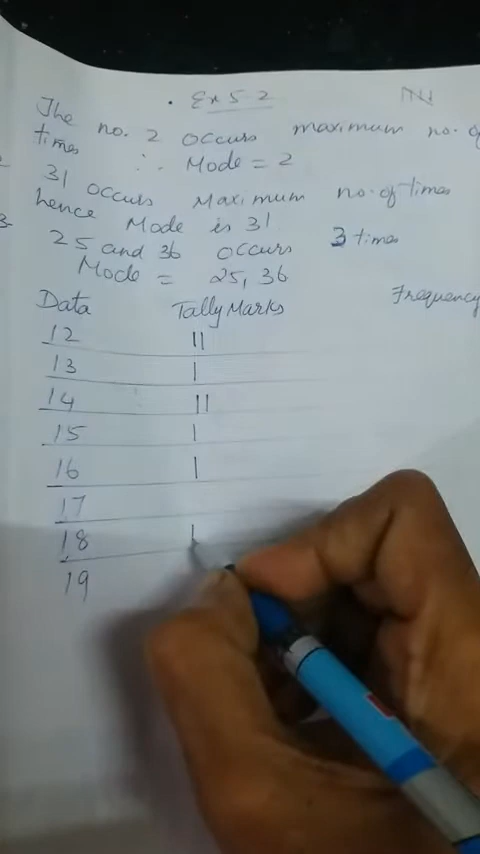 Ex 5.2
The no. 2 occurs maximum no. of
times ∴ Mode = 2
31 occurs Maximum no. of times
hence Mode is 31
3 25 and 36 occurs 3 times
Mode = 25, 36
Data Tally Marks Frequency
12 ||
13 |
14 ||
15 |
16 |
17
18 |
19